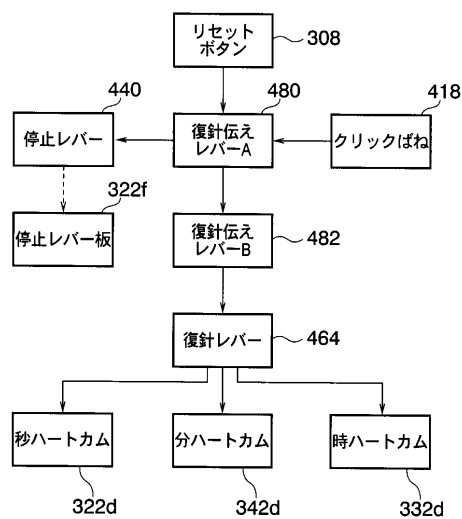 リセット
ボタン
308
440
480
418
停止レバー
復針伝え
レバーA
クリックばね
322f
停止レバー板
復針伝え
レバーB
482
復針レバー
464
秒ハートカム
分ハートカム
時ハートカム
322d
342d
332d